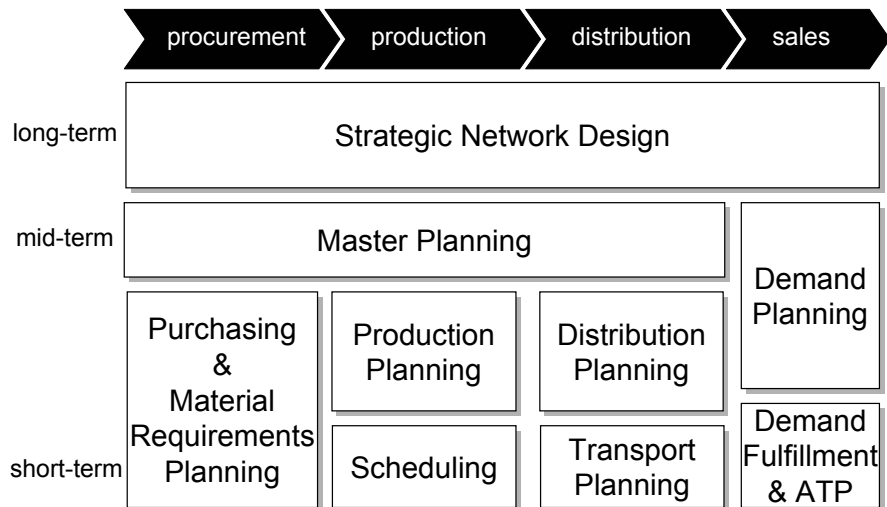 procurement
production
distribution
sales
long-term
Strategic Network Design
mid-term
Master Planning
Demand
Planning
Purchasing
&
Material
Requirements
Planning
Production
Planning
Distribution
Planning
short-term
Scheduling
Transport
Planning
Demand
Fulfillment
& ATP